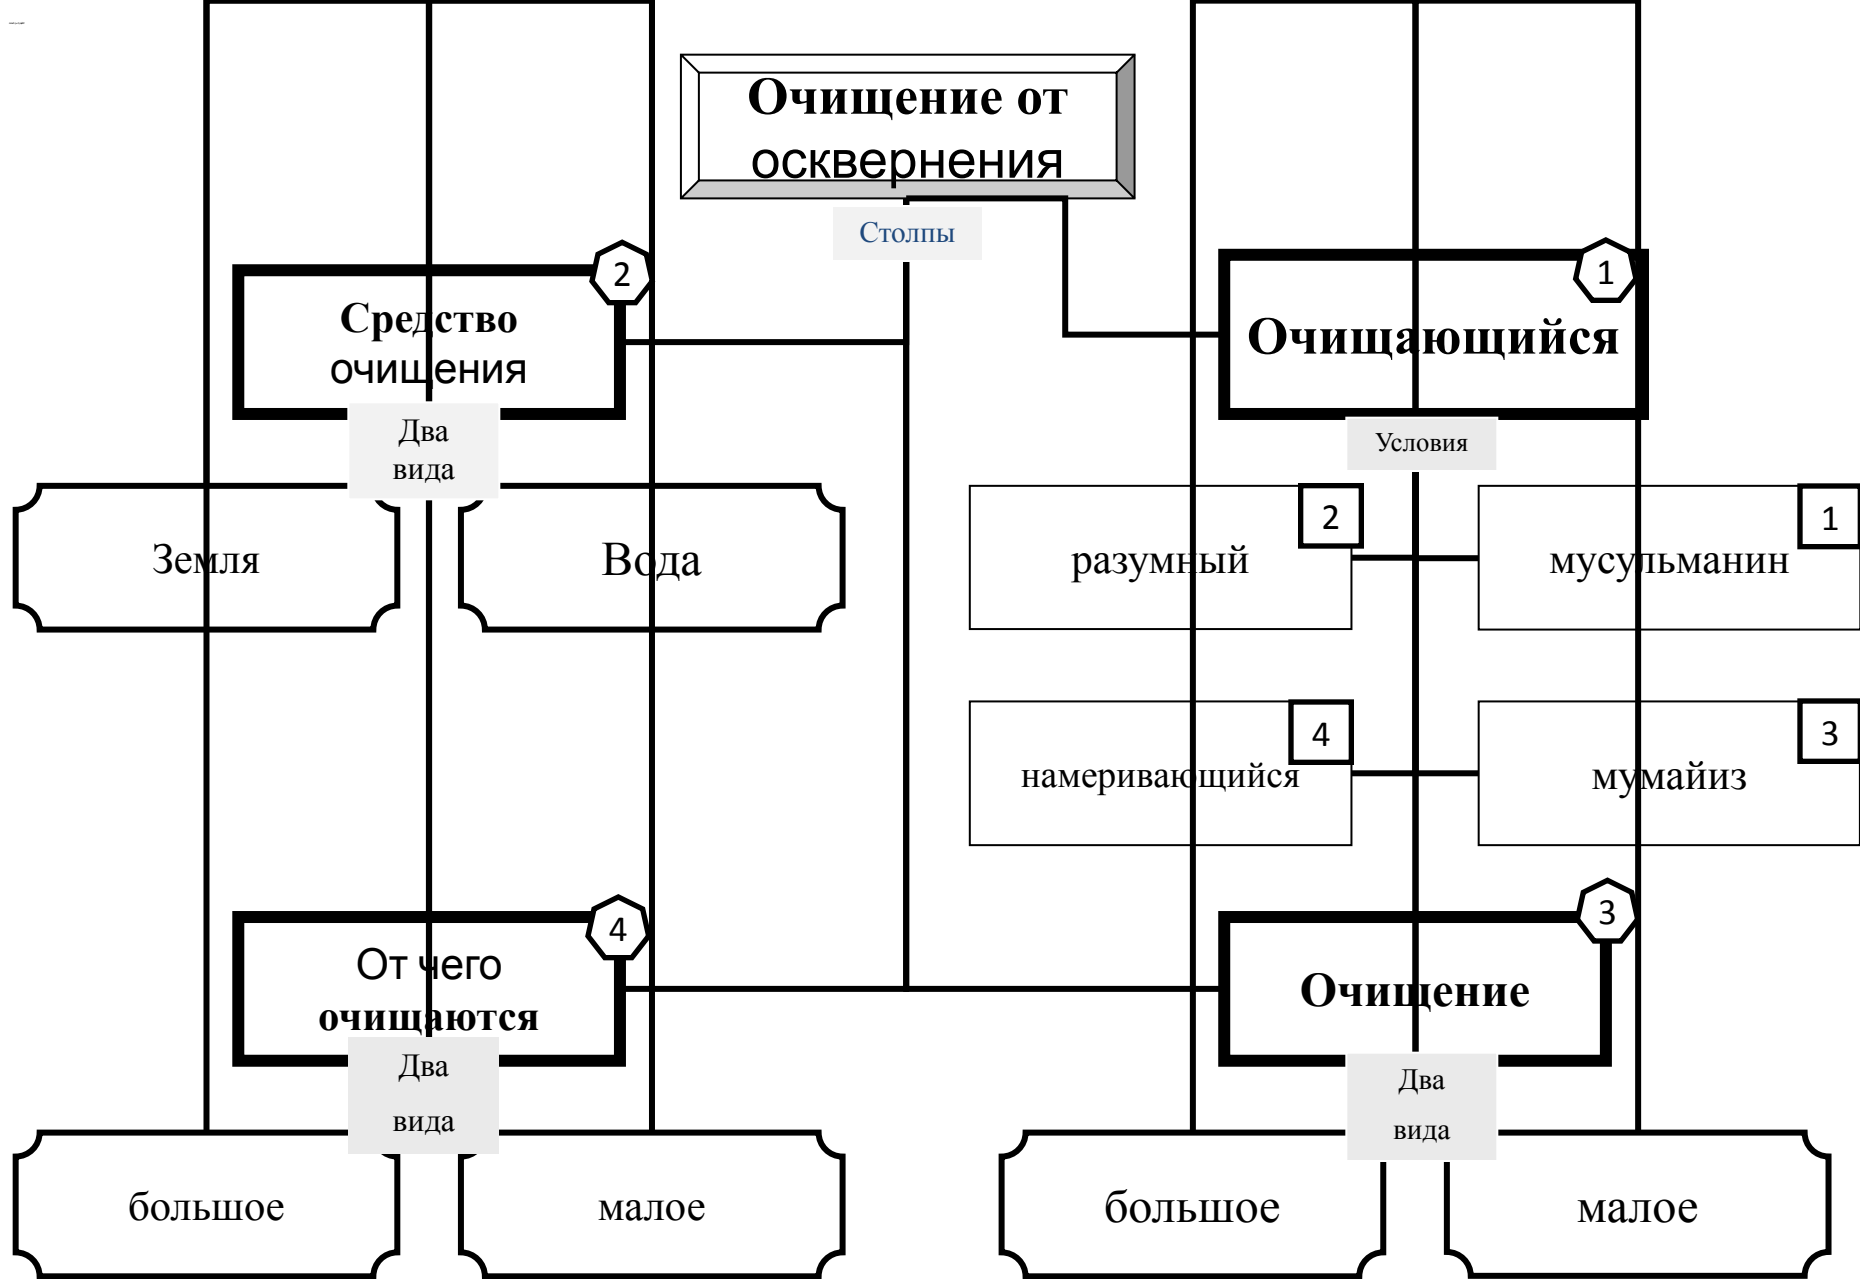 Очищение от
осквернения
Столпы
2
Средство
очищения
Два
вида
Земля
Вода
1
Очищающийся
Условия
2
разумный
1
мусульманин
4
намеривающийся
3
мумайиз
4
От чего
очищаются
Два
вида
большое
малое
3
Очищение
Два
вида
большое
малое